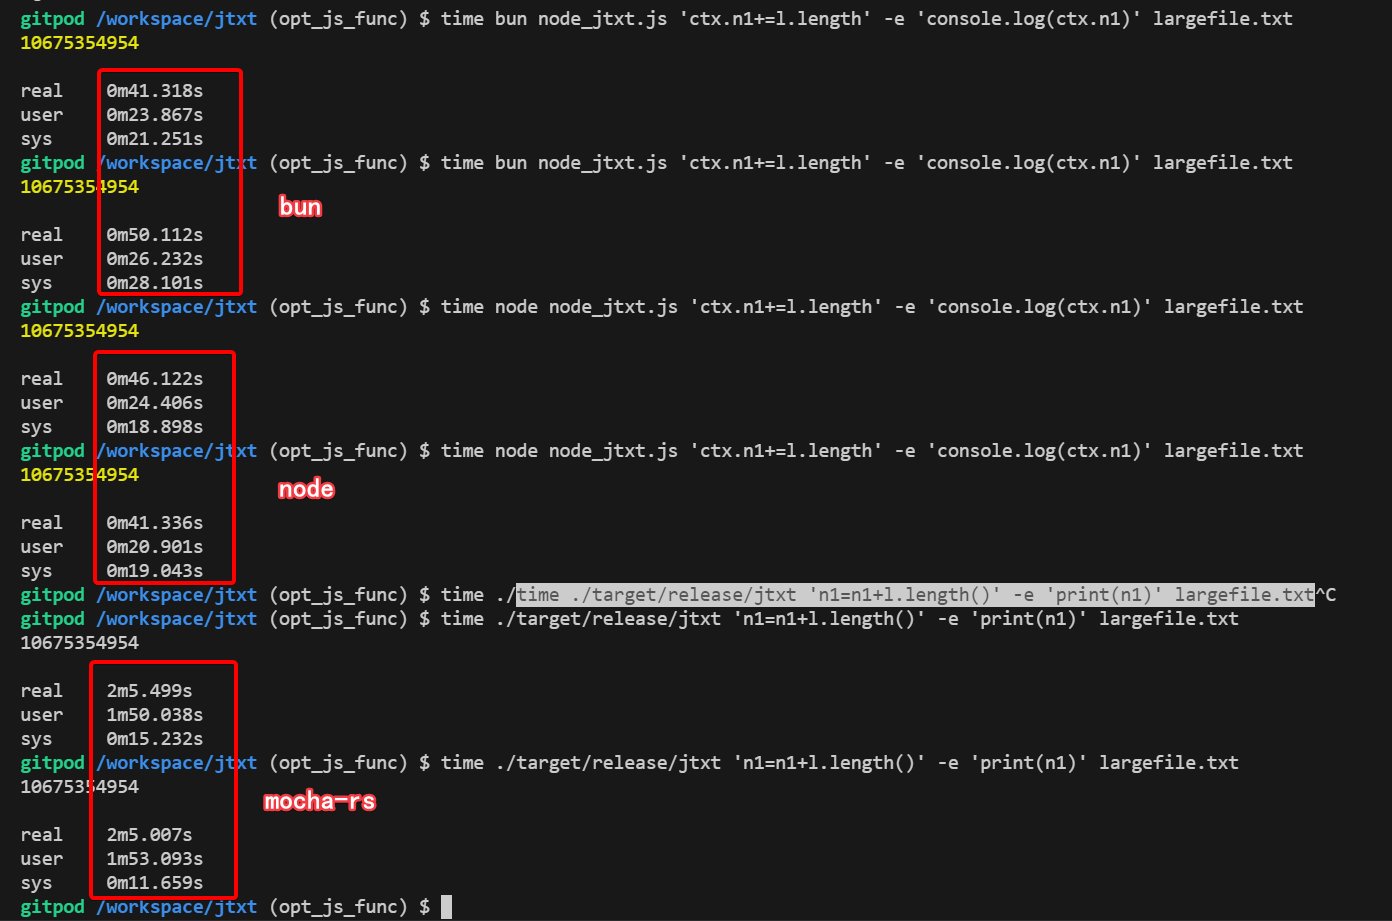 gitpod /workspace/jtxt (opt_js_func) $ time bun node_jtxt.js 'ctx.n1+=l.length' -e 'console.log(ctx.n1)' largefile.txt
10675354954
real 0m41.318s
user 0m23.867s
sys 0m21.251s
gitpod /workspace/jtxt (opt_js_func) $ time bun node_jtxt.js 'ctx.n1+=l.length' -e 'console.log(ctx.n1)' largefile.txt
10675354954
bun
real 0m50.112s
user 0m26.232s
sys 0m28.101s
gitpod /workspace/jtxt (opt_js_func) $ time node node_jtxt.js 'ctx.n1+=l.length' -e 'console.log(ctx.n1)' largefile.txt
10675354954
real 0m46.122s
user 0m24.406s
sys 0m18.898s
gitpod /workspace/jtxt (opt_js_func) $ time node node_jtxt.js 'ctx.n1+=l.length' -e 'console.log(ctx.n1)' largefile.txt
10675354954
node
real 0m41.336s
user 0m20.901s
sys 0m19.043s
gitpod /workspace/jtxt (opt_js_func) $ time ./time ./target/release/jtxt 'n1=n1+l.length()' -e 'print(n1)' largefile.txt^C
gitpod /workspace/jtxt (opt_js_func) $ time ./target/release/jtxt 'n1=n1+l.length()' -e 'print(n1)' largefile.txt
10675354954
real 2m5.499s
user 1m50.038s
sys 0m15.232s
gitpod /workspace/jtxt (opt_js_func) $ time ./target/release/jtxt 'n1=n1+l.length()' -e 'print(n1)' largefile.txt
10675354954
mocha-rs
real 2m5.007s
user 1m53.093s
sys 0m11.659s
gitpod /workspace/jtxt (opt_js_func) $